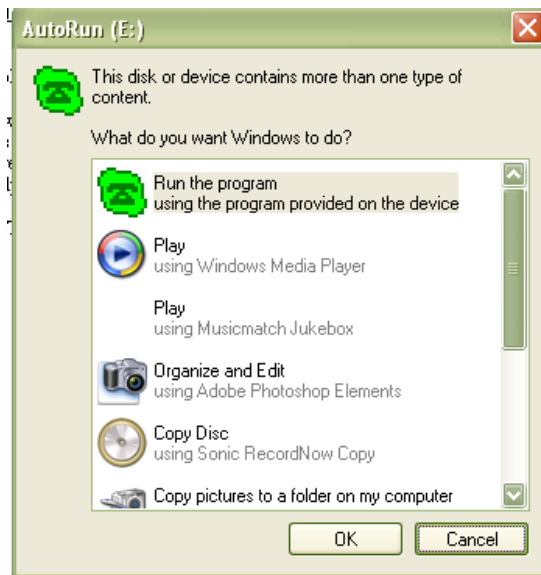 AutoRun (E:)
This disk or device contains more than one type of
content.
What do you want Windows to do?
Run the program
using the program provided on the device
Play
using Windows Media Player
Play
using Musicmatch Jukebox
Organize and Edit
using Adobe Photoshop Elements
Copy Disc
using Sonic RecordNow Copy
Copy pictures to a folder on my computer
OK
Cancel